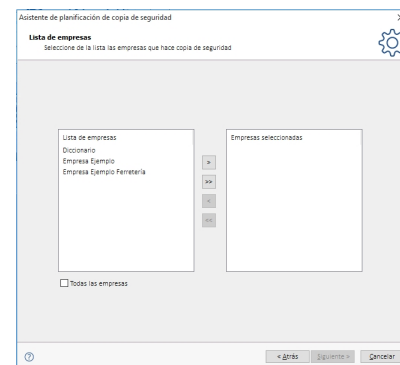 Asistente de planificación de copia de seguridad
Lista de empresas
Seleccione de la lista las empresas que hace copia de seguridad
Lista de empresas
Diccionario
Empresa Ejemplo
Empresa Ejemplo Ferretería
>
>>
<
<<
Empresas seleccionadas
Todas las empresas
?
< Atrás
Siguiente >
Cancelar